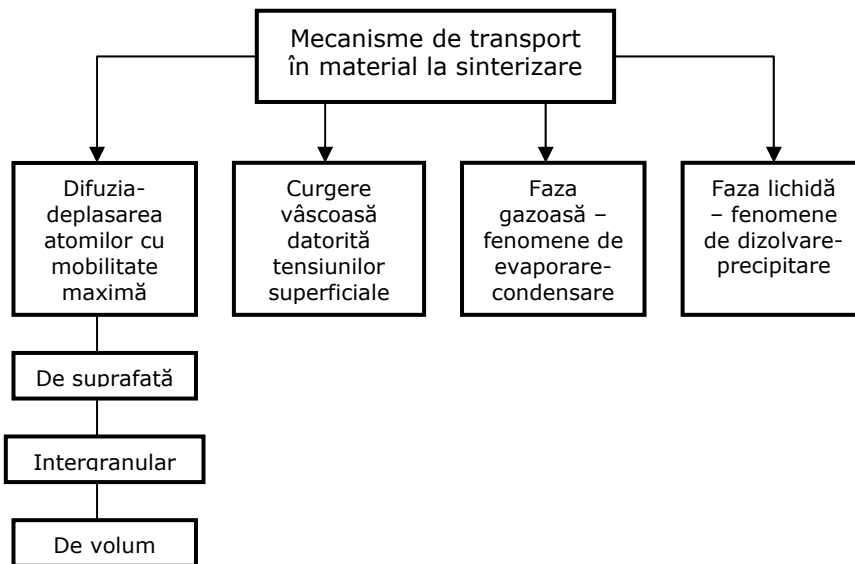 Mecanisme de transport
în material la sinterizare
Difuzia-
deplasarea
atomilor cu
mobilitate
maximă
Curgere
vâscoasă
datorită
tensiunilor
superficiale
Faza
gazoasă –
fenomene de
evaporare-
condensare
Faza lichidă
– fenomene
de dizolvare-
precipitare
De suprafată
Intergranular
De volum